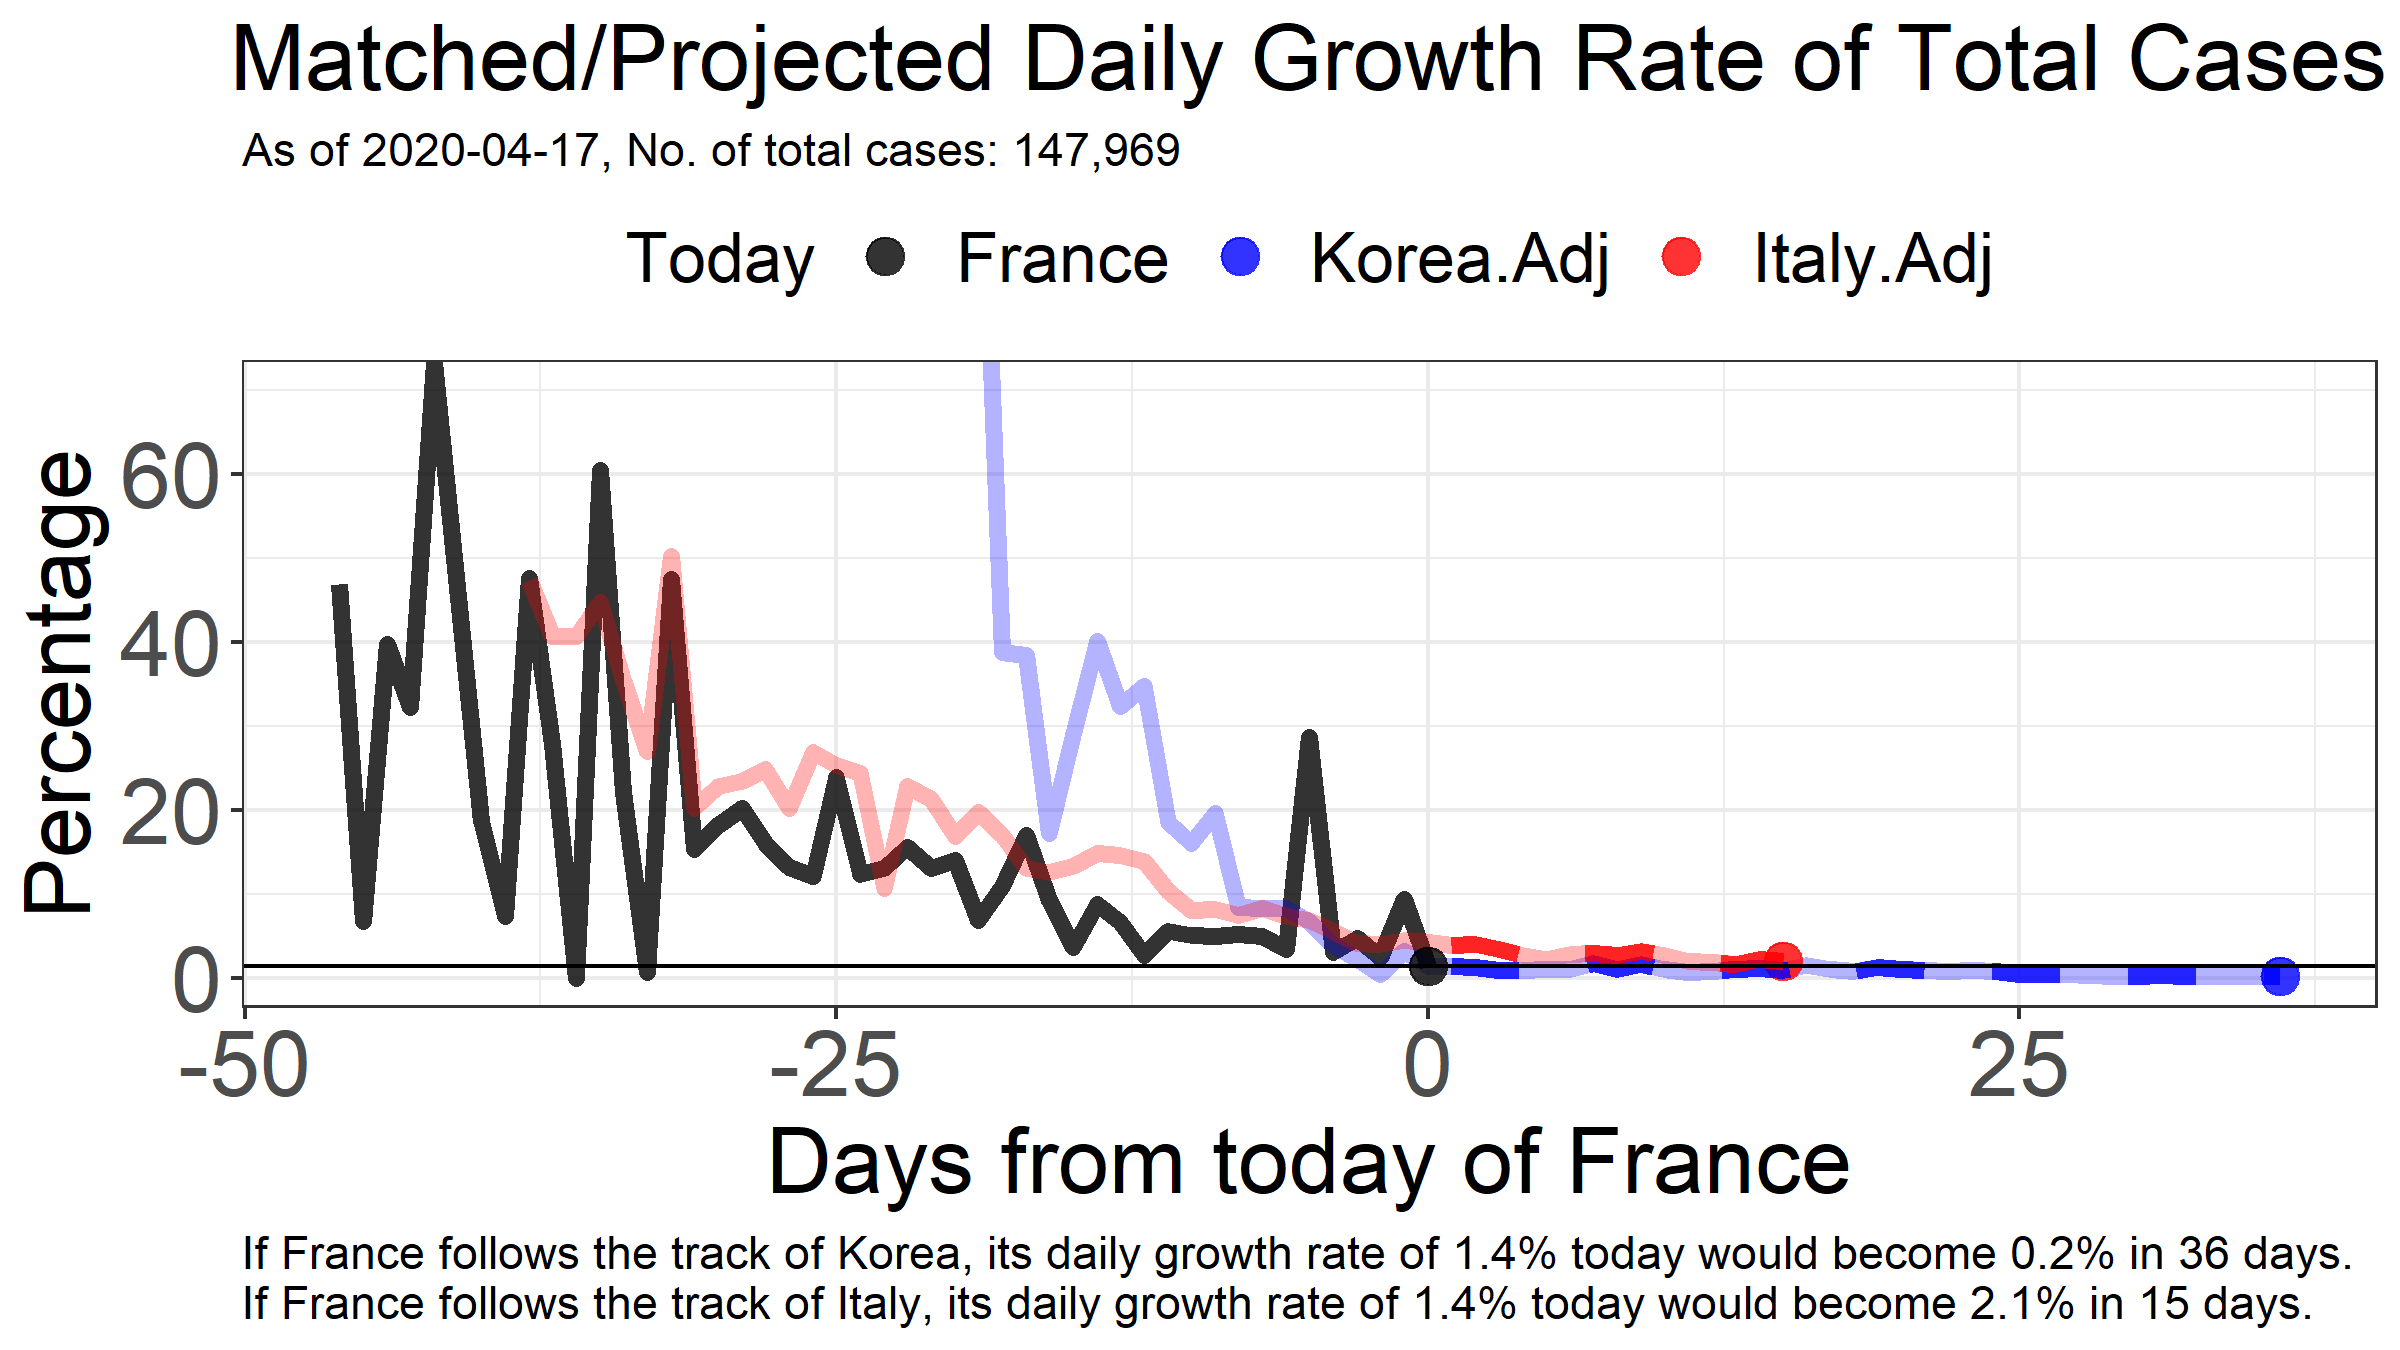 Matched/Projected Daily Growth Rate of Total Cases
As of 2020-04-17, No. of total cases: 147,969
Today France Korea.Adj Italy.Adj
Percentage
60
40
20
0
-50 -25 0 25
Days from today of France
If France follows the track of Korea, its daily growth rate of 1.4% today would become 0.2% in 36 days.
If France follows the track of Italy, its daily growth rate of 1.4% today would become 2.1% in 15 days.